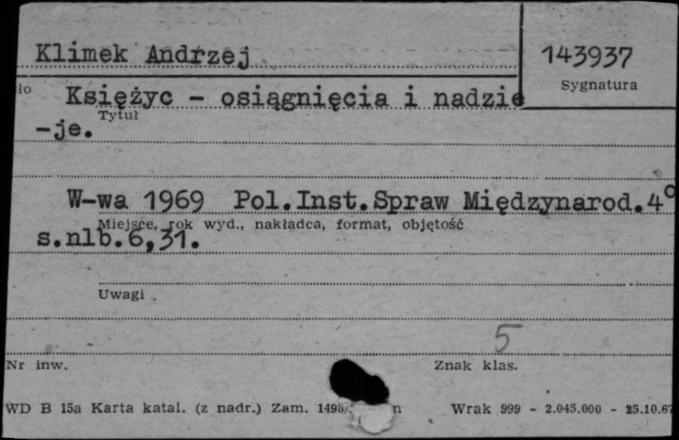 Klimek Andrzej
143937
Sygnatura
ło
Księżyc - osiągnięcia i nadzie
Tytuł
-je.
W-wa 1969 Pol.Inst.Spraw Międzynarod.4°
Miejsce, rok wyd., nakładca, format, objętość
s.nlb.6,31.
Uwagi
5
Nr inw.
Znak klas.
WD B 15a Karta katal. (z nadr.) Zam. Wrak 999 - 2.045.000 - 25.10.67